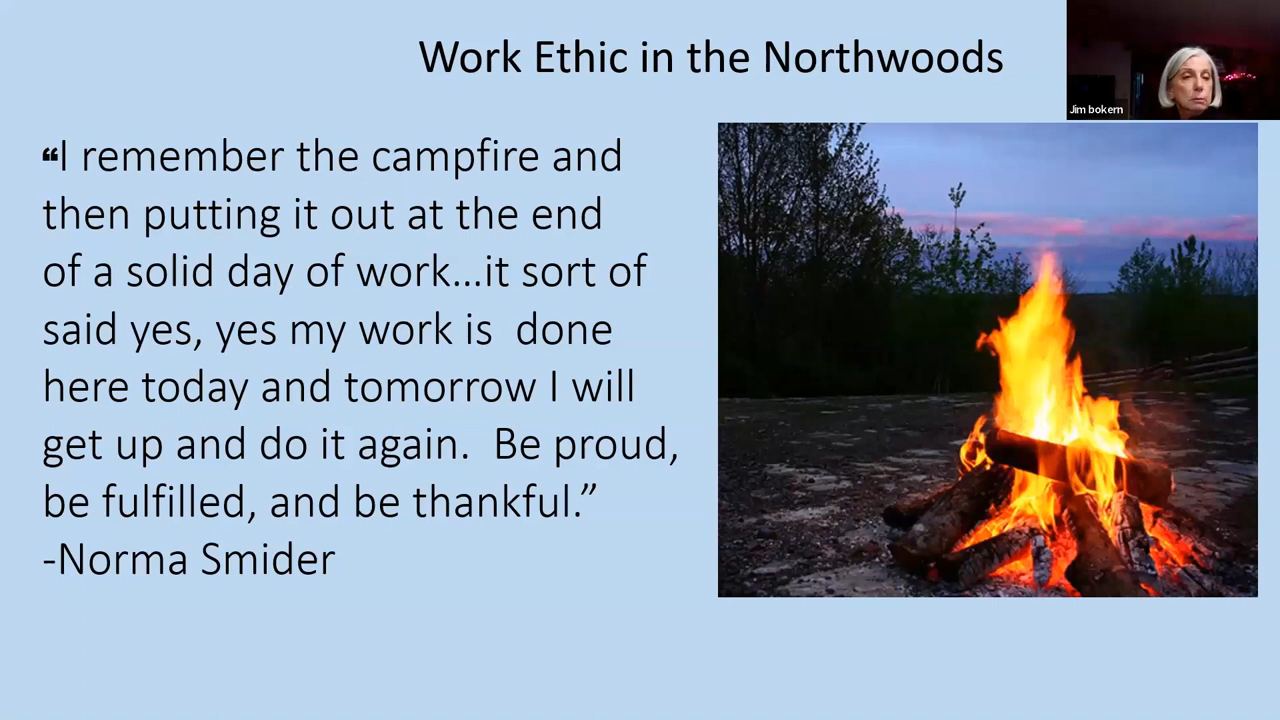 Work Ethic in the Northwoods
Jim bokern
“I remember the campfire and
then putting it out at the end
of a solid day of work...it sort of
said yes, yes my work is  done
here today and tomorrow I will
get up and do it again.  Be proud,
be fulfilled, and be thankful.”
-Norma Smider